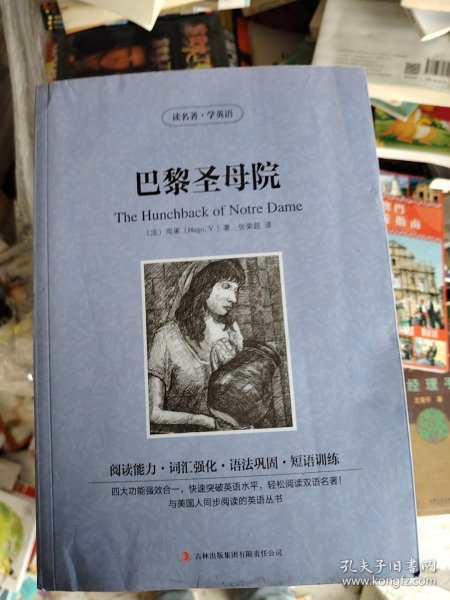 读名著·学英语
巴黎圣母院
The Hunchback of Notre Dame
（法）雨果（Hugo,V.）著 张荣超 译
阅读能力·词汇强化·语法巩固·短语训练
四大功能强效合一，快速突破英语水平，轻松阅读双语名著！
与美国人同步阅读的英语丛书
吉林出版集团有限责任公司
指南
经理手
孔夫子旧书网
www.kongfz.com